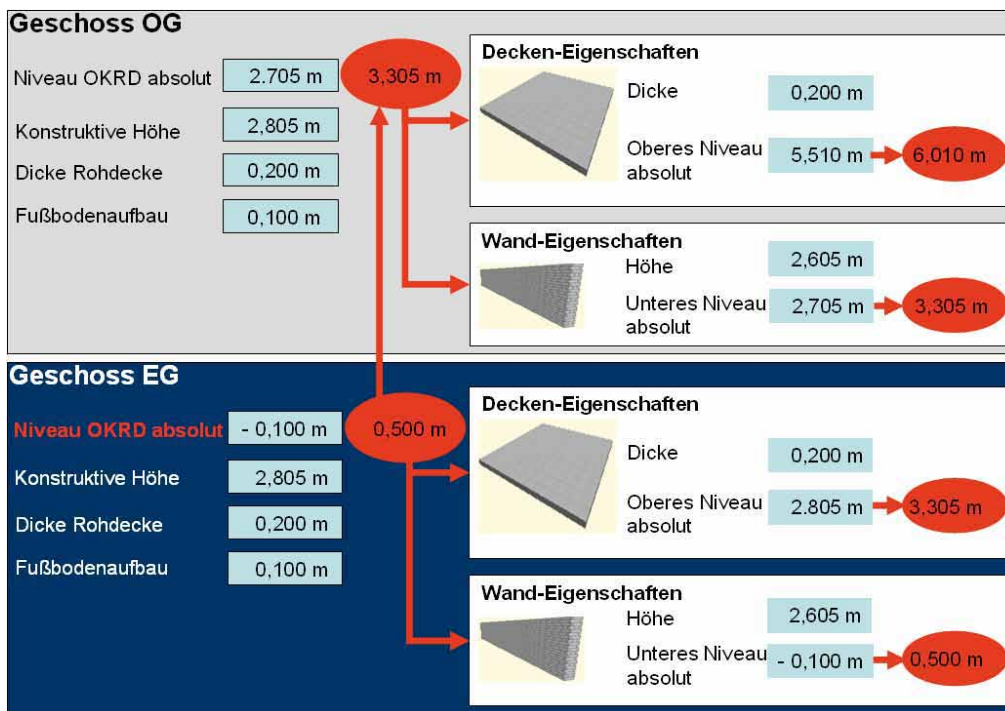 Geschoss OG
Niveau OKRD absolut 2.705 m 3,305 m
Konstruktive Höhe 2,805 m
Dicke Rohdecke 0,200 m
Fußbodenaufbau 0,100 m
Decken-Eigenschaften
Dicke 0,200 m
Oberes Niveau
absolut 5,510 m 6,010 m
Wand-Eigenschaften
Höhe 2,605 m
Unteres Niveau
absolut 2,705 m 3,305 m
Geschoss EG
Niveau OKRD absolut - 0,100 m 0,500 m
Konstruktive Höhe 2,805 m
Dicke Rohdecke 0,200 m
Fußbodenaufbau 0,100 m
Decken-Eigenschaften
Dicke 0,200 m
Oberes Niveau
absolut 2.805 m 3,305 m
Wand-Eigenschaften
Höhe 2,605 m
Unteres Niveau
absolut - 0,100 m 0,500 m